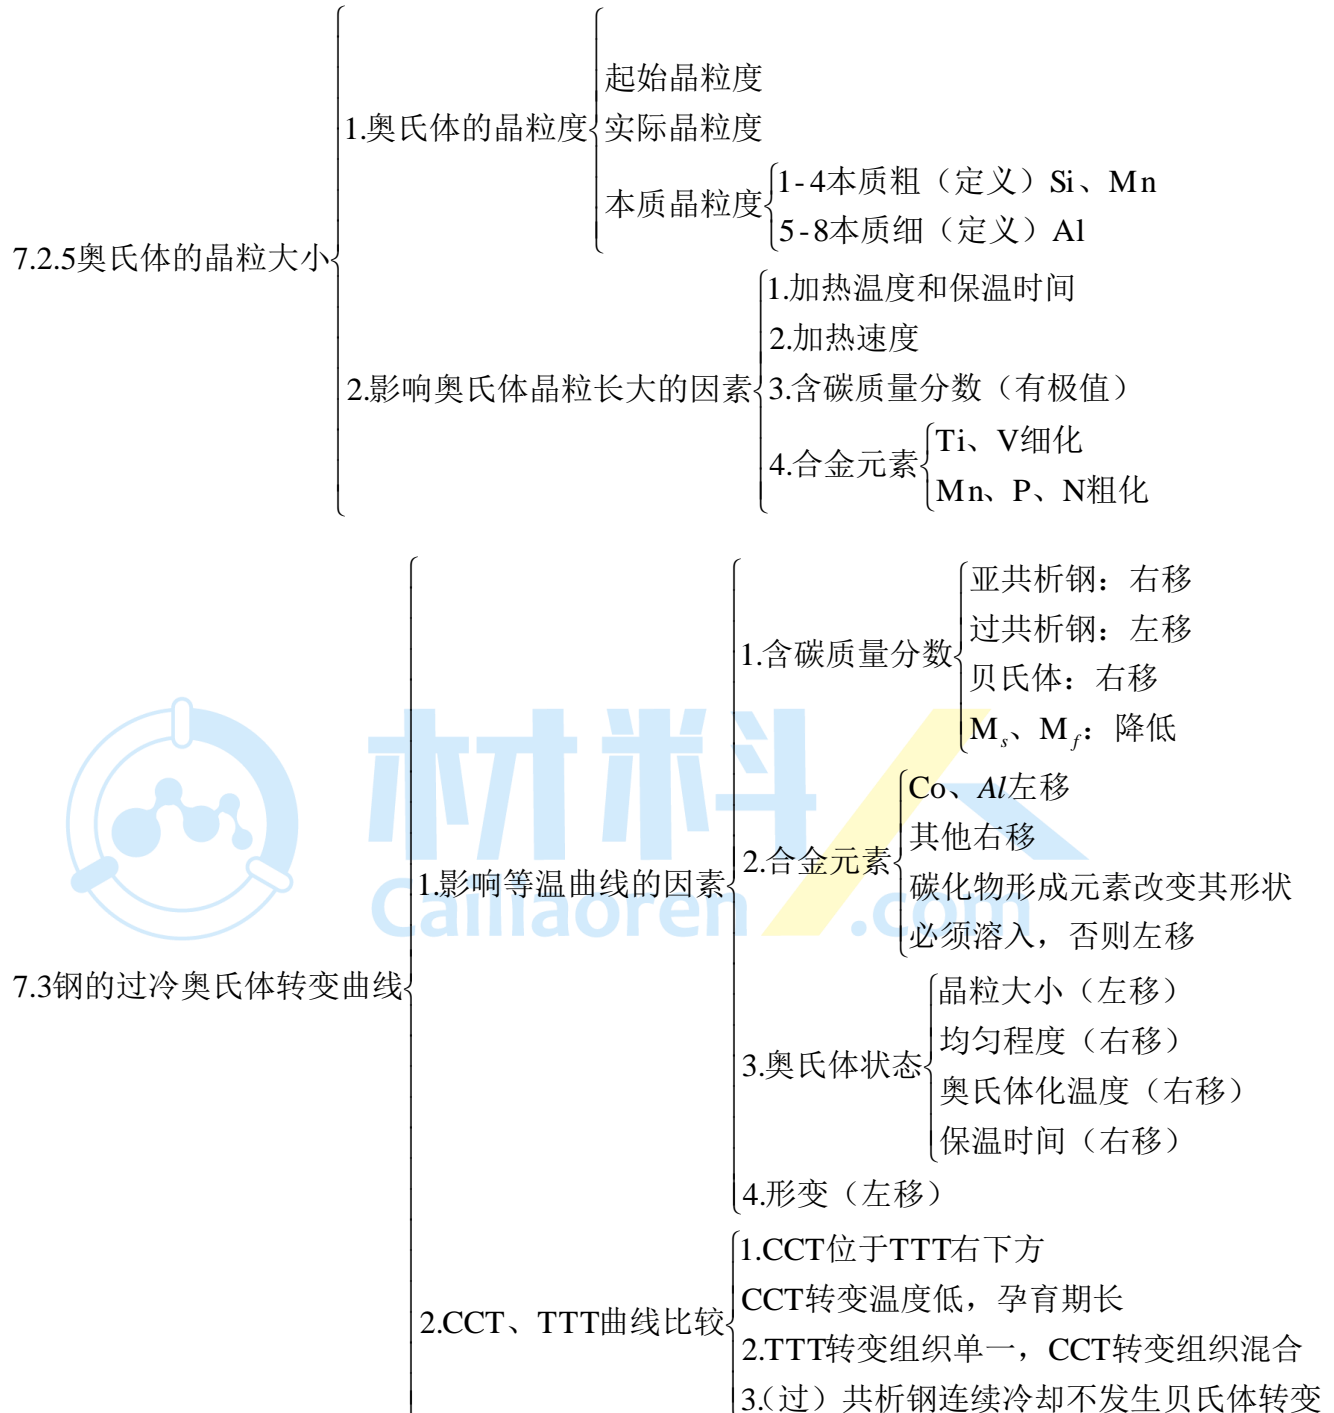 起始晶粒度
1.奥氏体的晶粒度
实际晶粒度
1-4本质粗（定义）Si、Mn
本质晶粒度
5-8本质细（定义）Al
7.2.5奥氏体的晶粒大小
1.加热温度和保温时间
2.加热速度
2.影响奥氏体晶粒长大的因素
3.含碳质量分数（有极值）
Ti、V细化
4.合金元素
Mn、P、N粗化
亚共析钢：右移
过共析钢：左移
1.含碳质量分数
贝氏体：右移
Ms、Mf：降低
Co、Al左移
其他右移
2.合金元素
1.影响等温曲线的因素
碳化物形成元素改变其形状
必须溶入，否则左移
材料人
Cailiaoren.com
7.3钢的过冷奥氏体转变曲线
晶粒大小（左移）
均匀程度（右移）
3.奥氏体状态
奥氏体化温度（右移）
保温时间（右移）
4.形变（左移）
1.CCT位于TTT右下方
CCT转变温度低，孕育期长
2.CCT、TTT曲线比较
2.TTT转变组织单一，CCT转变组织混合
3.（过）共析钢连续冷却不发生贝氏体转变